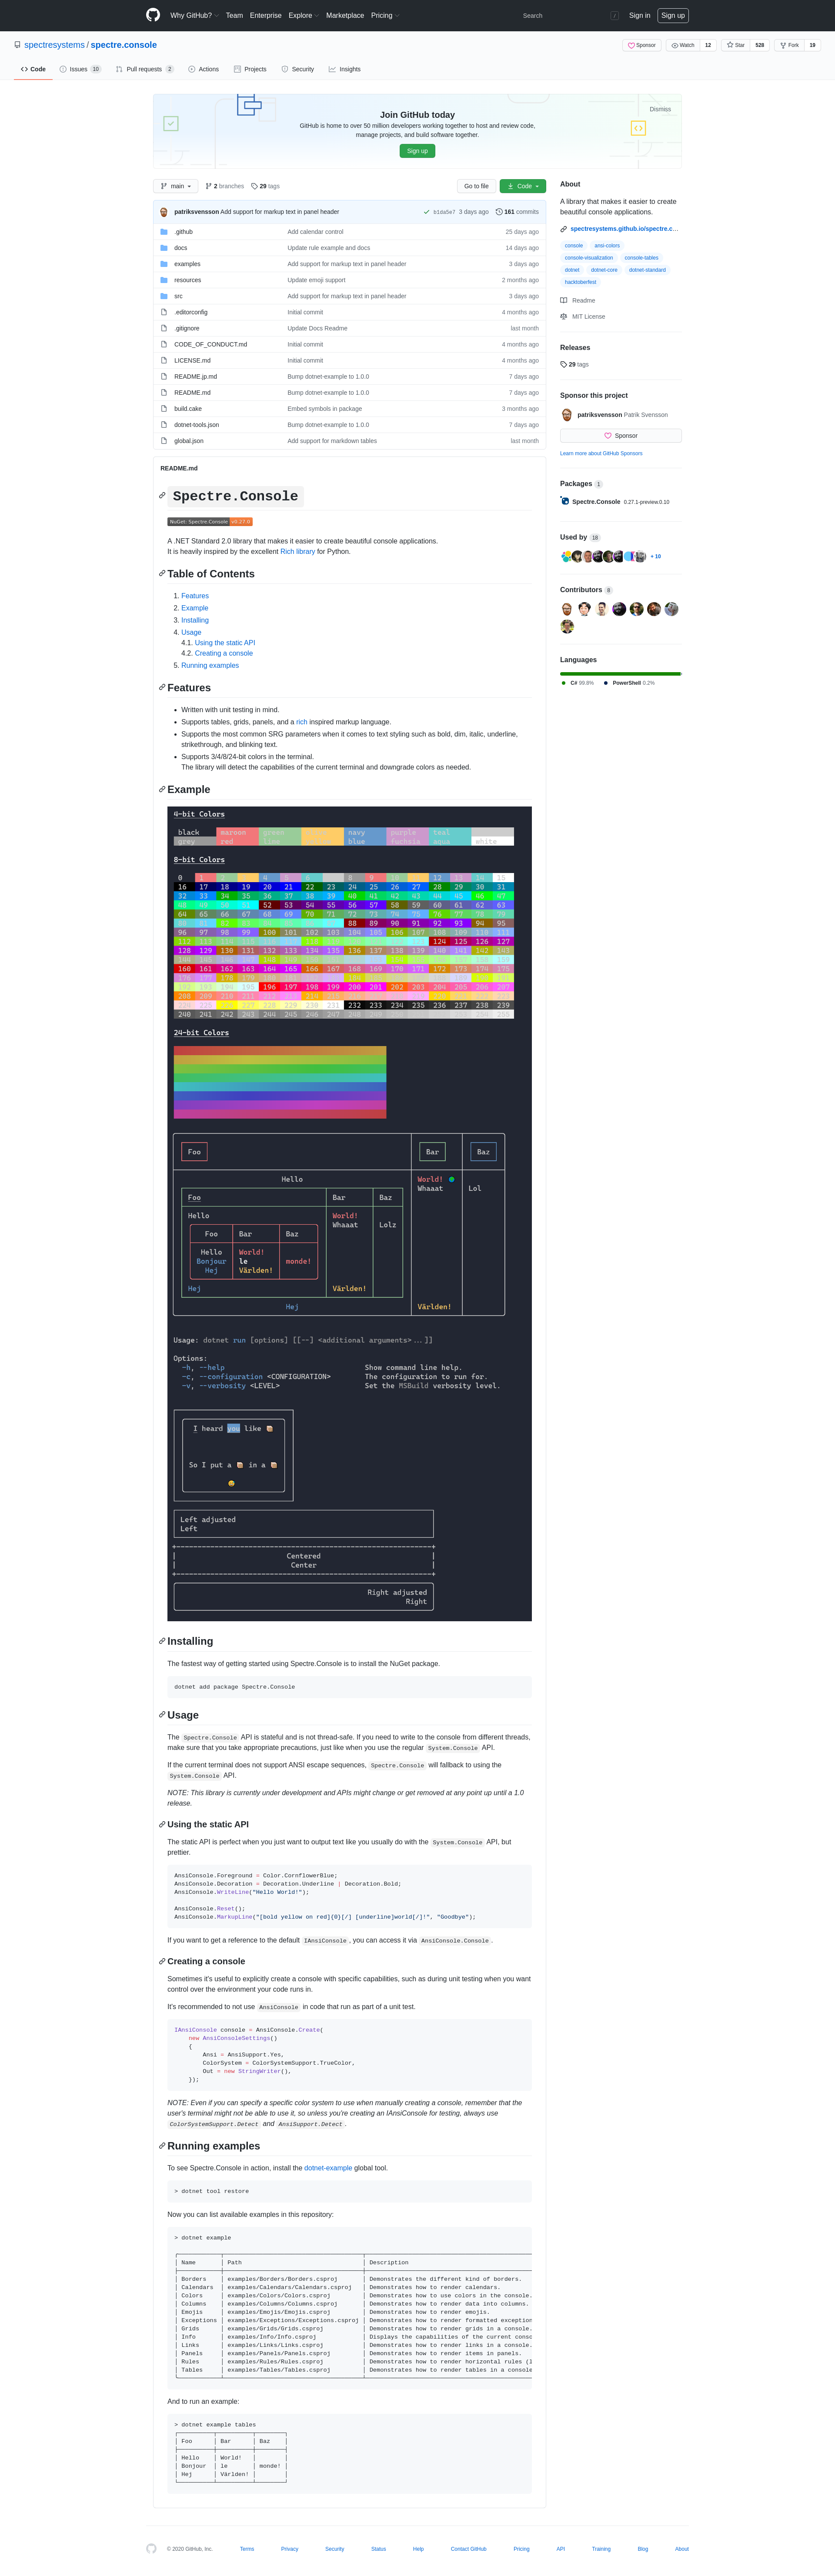 Why GitHub? Team Enterprise Explore Marketplace Pricing Search / Sign in Sign up
spectresystems / spectre.console
Sponsor Watch 12 Star 528 Fork 19
Code Issues 10 Pull requests 2 Actions Projects Security Insights
Join GitHub today
Dismiss
GitHub is home to over 50 million developers working together to host and review code,
manage projects, and build software together.
Sign up
main 2 branches 29 tags Go to file Code
patriksvensson Add support for markup text in panel header b1da5e7 3 days ago 161 commits
.github Add calendar control 25 days ago
docs Update rule example and docs 14 days ago
examples Add support for markup text in panel header 3 days ago
resources Update emoji support 2 months ago
src Add support for markup text in panel header 3 days ago
.editorconfig Initial commit 4 months ago
.gitignore Update Docs Readme last month
CODE_OF_CONDUCT.md Initial commit 4 months ago
LICENSE.md Initial commit 4 months ago
README.jp.md Bump dotnet-example to 1.0.0 7 days ago
README.md Bump dotnet-example to 1.0.0 7 days ago
build.cake Embed symbols in package 3 months ago
dotnet-tools.json Bump dotnet-example to 1.0.0 7 days ago
global.json Add support for markdown tables last month
README.md
Spectre.Console
NuGet: Spectre.Console v0.27.0
A .NET Standard 2.0 library that makes it easier to create beautiful console applications.
It is heavily inspired by the excellent Rich library for Python.
Table of Contents
1. Features
2. Example
3. Installing
4. Usage
4.1. Using the static API
4.2. Creating a console
5. Running examples
Features
Written with unit testing in mind.
Supports tables, grids, panels, and a rich inspired markup language.
Supports the most common SRG parameters when it comes to text styling such as bold, dim, italic, underline,
strikethrough, and blinking text.
Supports 3/4/8/24-bit colors in the terminal.
The library will detect the capabilities of the current terminal and downgrade colors as needed.
Example
4-bit Colors
black maroon green navy purple teal
grey red lime blue fuchsia aqua white
8-bit Colors
0 1 4 8 9 12 13 14 15
16 17 18 19 20 21 22 23 24 25 26 27 28 29 30 31
32 33 34 35 36 37 38 39 40 41 42 43 44 45 46 47
48 49 50 51 52 53 54 55 56 57 58 59 60 61 62 63
64 65 66 67 68 69 70 71 72 73 74 75 76 77 78 79
80 81 82 83 84 85 86 87 88 89 90 91 92 93 94 95
96 97 98 99 100 101 102 103 104 105 106 107 108 109 110 111
112 113 114 115 116 117 118 124 125 126 127
128 129 130 131 132 133 134 135 136 137 138 139 140 141 142 143
160 161 162 163 164 165 166 167 168 169 170 171 172 173 174 175
176 177 178 179 180 181 182 183
192 193 194 195 196 197 198 199 200 201 202 203 204 205 206 207
208 209 210 211 212 213 214 215
226 227 228 229 230 231 232 233 234 235 236 237 238 239
240 241 242 243 244 245 246 247 248 249 250
24-bit Colors
Foo Bar Baz
Hello World! Lol
Whaaat
Foo Bar Baz
Hello World! Lolz
Whaaat
Foo Bar Baz
Hello World! monde!
Bonjour le
Hej Världen!
Hej Världen!
Hej Världen!
Usage: dotnet run [options] [[--] <additional arguments>...]]
Options:
-h, --help Show command line help.
-c, --configuration <CONFIGURATION> The configuration to run for.
-v, --verbosity <LEVEL> Set the MSBuild verbosity level.
I heard you like 📦
So I put a 📦 in a 📦
😅
Left adjusted
Left
Centered
Center
Right adjusted
Right
Installing
The fastest way of getting started using Spectre.Console is to install the NuGet package.
dotnet add package Spectre.Console
Usage
The Spectre.Console API is stateful and is not thread-safe. If you need to write to the console from different threads,
make sure that you take appropriate precautions, just like when you use the regular System.Console API.
If the current terminal does not support ANSI escape sequences, Spectre.Console will fallback to using the
System.Console API.
NOTE: This library is currently under development and APIs might change or get removed at any point up until a 1.0
release.
Using the static API
The static API is perfect when you just want to output text like you usually do with the System.Console API, but
prettier.
AnsiConsole.Foreground = Color.CornflowerBlue;
AnsiConsole.Decoration = Decoration.Underline | Decoration.Bold;
AnsiConsole.WriteLine("Hello World!");
AnsiConsole.Reset();
AnsiConsole.MarkupLine("[bold yellow on red]{0}[/] [underline]world[/]!", "Goodbye");
If you want to get a reference to the default IAnsiConsole , you can access it via AnsiConsole.Console .
Creating a console
Sometimes it's useful to explicitly create a console with specific capabilities, such as during unit testing when you want
control over the environment your code runs in.
It's recommended to not use AnsiConsole in code that run as part of a unit test.
IAnsiConsole console = AnsiConsole.Create(
new AnsiConsoleSettings()
{
Ansi = AnsiSupport.Yes,
ColorSystem = ColorSystemSupport.TrueColor,
Out = new StringWriter(),
});
NOTE: Even if you can specify a specific color system to use when manually creating a console, remember that the
user's terminal might not be able to use it, so unless you're creating an IAnsiConsole for testing, always use
ColorSystemSupport.Detect and AnsiSupport.Detect .
Running examples
To see Spectre.Console in action, install the dotnet-example global tool.
> dotnet tool restore
Now you can list available examples in this repository:
> dotnet example
Name Path Description
Borders examples/Borders/Borders.csproj Demonstrates the different kind of borders.
Calendars examples/Calendars/Calendars.csproj Demonstrates how to render calendars.
Colors examples/Colors/Colors.csproj Demonstrates how to use colors in the console.
Columns examples/Columns/Columns.csproj Demonstrates how to render data into columns.
Emojis examples/Emojis/Emojis.csproj Demonstrates how to render emojis.
Exceptions examples/Exceptions/Exceptions.csproj Demonstrates how to render formatted exception
Grids examples/Grids/Grids.csproj Demonstrates how to render grids in a console.
Info examples/Info/Info.csproj Displays the capabilities of the current conso
Links examples/Links/Links.csproj Demonstrates how to render links in a console.
Panels examples/Panels/Panels.csproj Demonstrates how to render items in panels.
Rules examples/Rules/Rules.csproj Demonstrates how to render horizontal rules (l
Tables examples/Tables/Tables.csproj Demonstrates how to render tables in a console
And to run an example:
> dotnet example tables
Foo Bar Baz
Hello World!
Bonjour le monde!
Hej Världen!
About
A library that makes it easier to create
beautiful console applications.
spectresystems.github.io/spectre.c...
console ansi-colors
console-visualization console-tables
dotnet dotnet-core dotnet-standard
hacktoberfest
Readme
MIT License
Releases
29 tags
Sponsor this project
patriksvensson Patrik Svensson
Sponsor
Learn more about GitHub Sponsors
Packages 1
Spectre.Console 0.27.1-preview.0.10
Used by 18
+ 10
Contributors 8
Languages
C# 99.8% PowerShell 0.2%
© 2020 GitHub, Inc. Terms Privacy Security Status Help Contact GitHub Pricing API Training Blog About